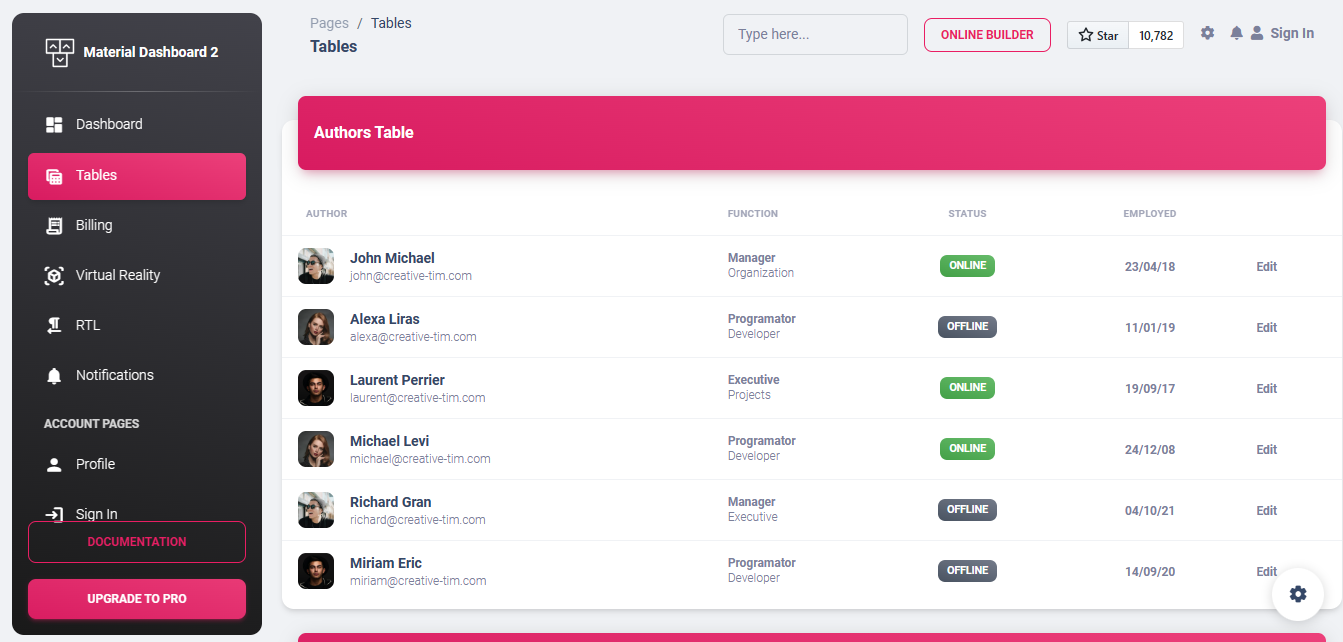 Material Dashboard 2
Dashboard
Tables
Billing
Virtual Reality
RTL
Notifications
ACCOUNT PAGES
Profile
Sign In
DOCUMENTATION
UPGRADE TO PRO
Pages / Tables
Tables
Type here...
ONLINE BUILDER
Star 10,782
Sign In
Authors Table
AUTHOR FUNCTION STATUS EMPLOYED
John Michael
john@creative-tim.com
Manager
Organization
ONLINE
23/04/18
Edit
Alexa Liras
alexa@creative-tim.com
Programator
Developer
OFFLINE
11/01/19
Edit
Laurent Perrier
laurent@creative-tim.com
Executive
Projects
ONLINE
19/09/17
Edit
Michael Levi
michael@creative-tim.com
Programator
Developer
ONLINE
24/12/08
Edit
Richard Gran
richard@creative-tim.com
Manager
Executive
OFFLINE
04/10/21
Edit
Miriam Eric
miriam@creative-tim.com
Programator
Developer
OFFLINE
14/09/20
Edit